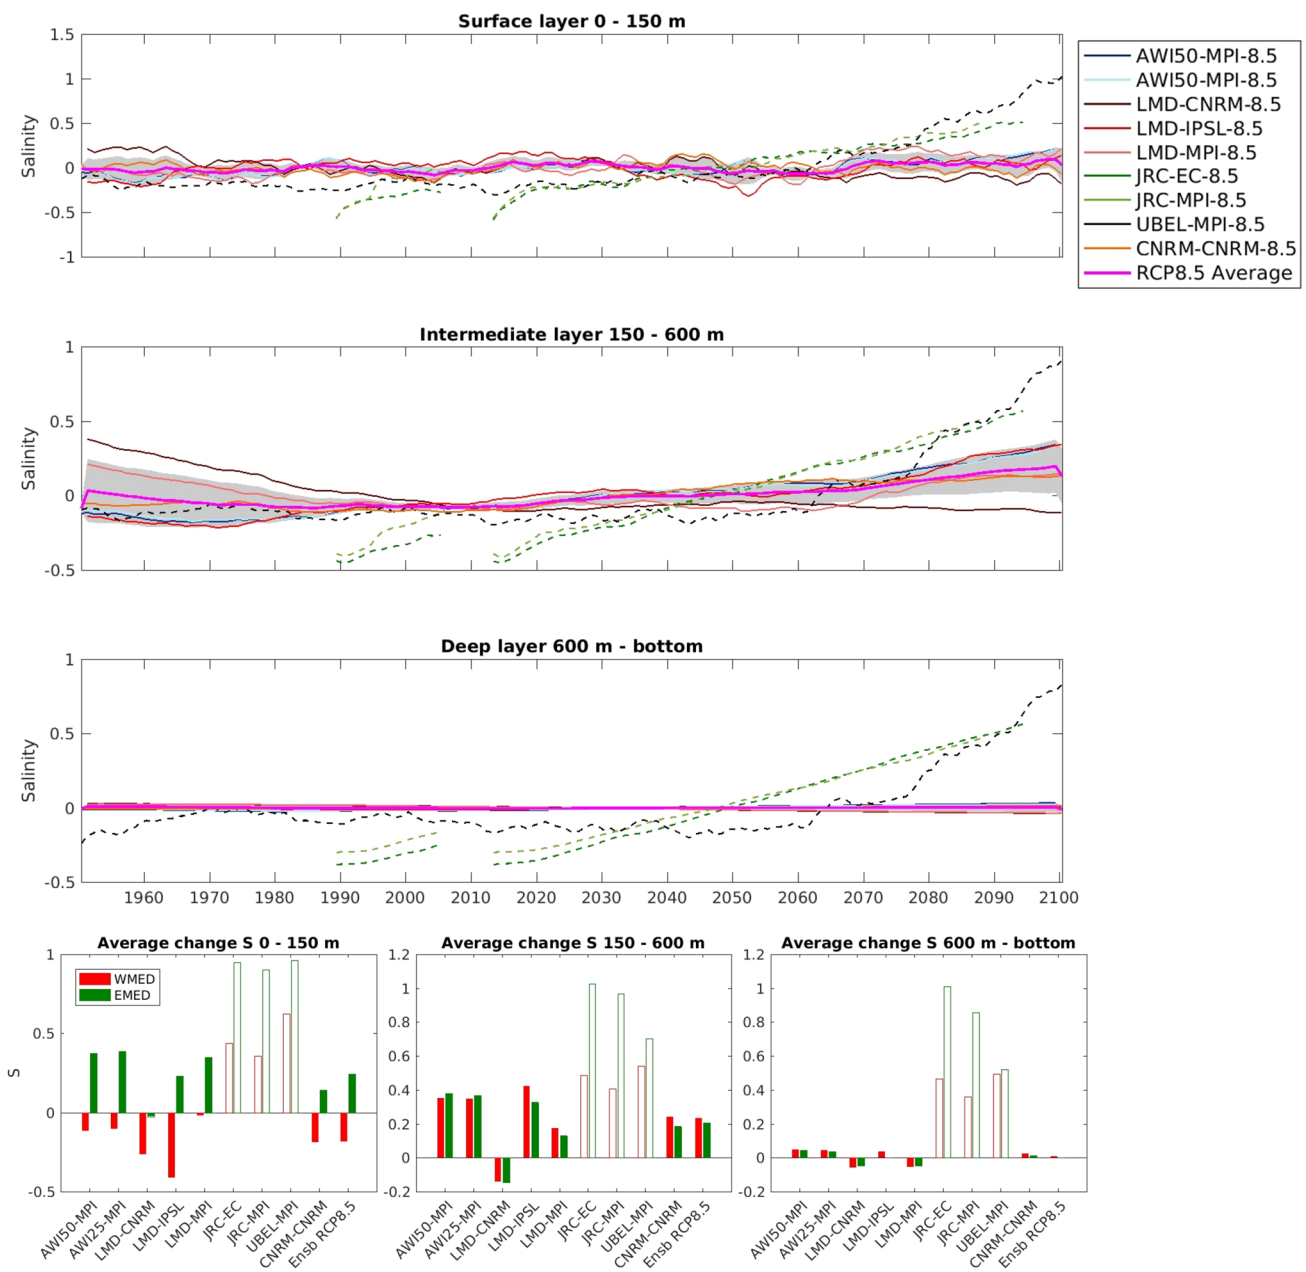 Surface layer 0 - 150 m
1.5
1
0.5
0
-0.5
-1
Salinity
AWI50-MPI-8.5
AWI50-MPI-8.5
LMD-CNRM-8.5
LMD-IPSL-8.5
LMD-MPI-8.5
JRC-EC-8.5
JRC-MPI-8.5
UBEL-MPI-8.5
CNRM-CNRM-8.5
RCP8.5 Average
Intermediate layer 150 - 600 m
1
0.5
0
-0.5
Salinity
Deep layer 600 m - bottom
1
0.5
0
-0.5
Salinity
1960 1970 1980 1990 2000 2010 2020 2030 2040 2050 2060 2070 2080 2090 2100
Average change S 0 - 150 m
1
0.5
0
-0.5
S
WMED
EMED
AWI50-MPI
AWI25-MPI
LMD-CNRM
LMD-IPSL
LMD-MPI
JRC-EC
JRC-MPI
UBEL-MPI
CNRM-CNRM
Ensb RCP8.5
Average change S 150 - 600 m
1.2
1
0.8
0.6
0.4
0.2
0
-0.2
AWI50-MPI
AWI25-MPI
LMD-CNRM
LMD-IPSL
LMD-MPI
JRC-EC
JRC-MPI
UBEL-MPI
CNRM-CNRM
Ensb RCP8.5
Average change S 600 m - bottom
1.2
1
0.8
0.6
0.4
0.2
0
-0.2
AWI50-MPI
AWI25-MPI
LMD-CNRM
LMD-IPSL
LMD-MPI
JRC-EC
JRC-MPI
UBEL-MPI
CNRM-CNRM
Ensb RCP8.5